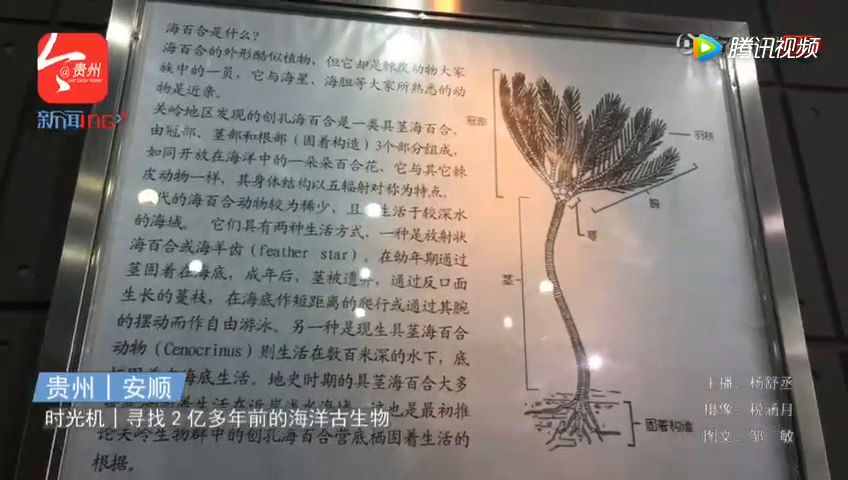 @贵州
新闻ING
腾讯视频
海百合是什么?
海百合的外形酷似植物,但它却是棘皮动物大家
族中的一员,它与海星、海胆等大家所熟悉的动
物是近亲。
关岭地区发现的创孔海百合是一类具茎海百合,
由冠部、茎部和根部(固着构造)3个部分组成,
如同开放在海洋中的一朵朵百合花,它与其它棘
皮动物一样,其身体结构以五辐射对称为特点。
代的海百合动物较为稀少,且 生活于较深水
的海域。 它们具有两种生活方式,一种是放射状
海百合或海羊齿(feather star)。在幼年期通过
茎固着在海底,成年后,茎被遗弃,通过反口面
生长的蔓枝,在海底作短距离的爬行或通过其腕
的摆动而作自由游泳。另一种是现生具茎海百合
动物(Cenocrinus)则生活在数百米深的水下,底
海底生活。地史时期的具茎海百合大多
生活在近岸浅水海域,这也是最初推
论关岭生物群中的创孔海百合营底栖固着生活的
根据。
冠部
羽枝
腕
萼
茎
固着构造
贵州|安顺
时光机|寻找2亿多年前的海洋古生物
主播:杨舒丞
摄像:税涵月
图文:邹 敏